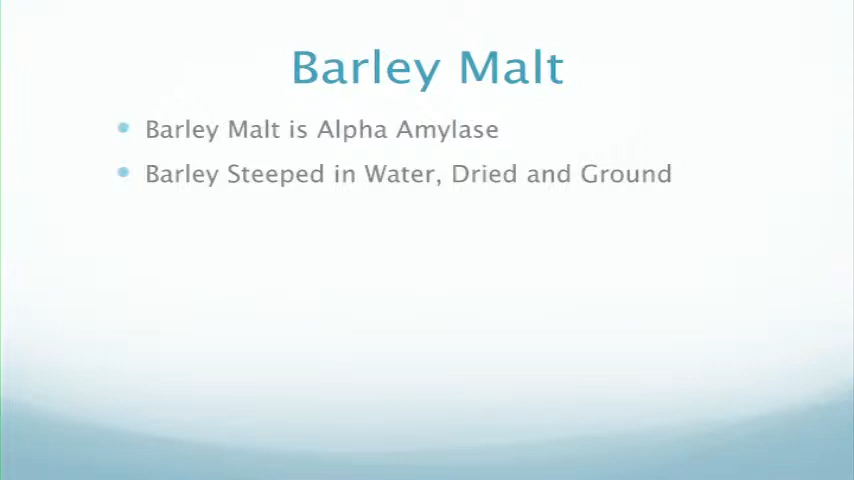 Barley Malt
Barley Malt is Alpha Amylase
Barley Steeped in Water, Dried and Ground